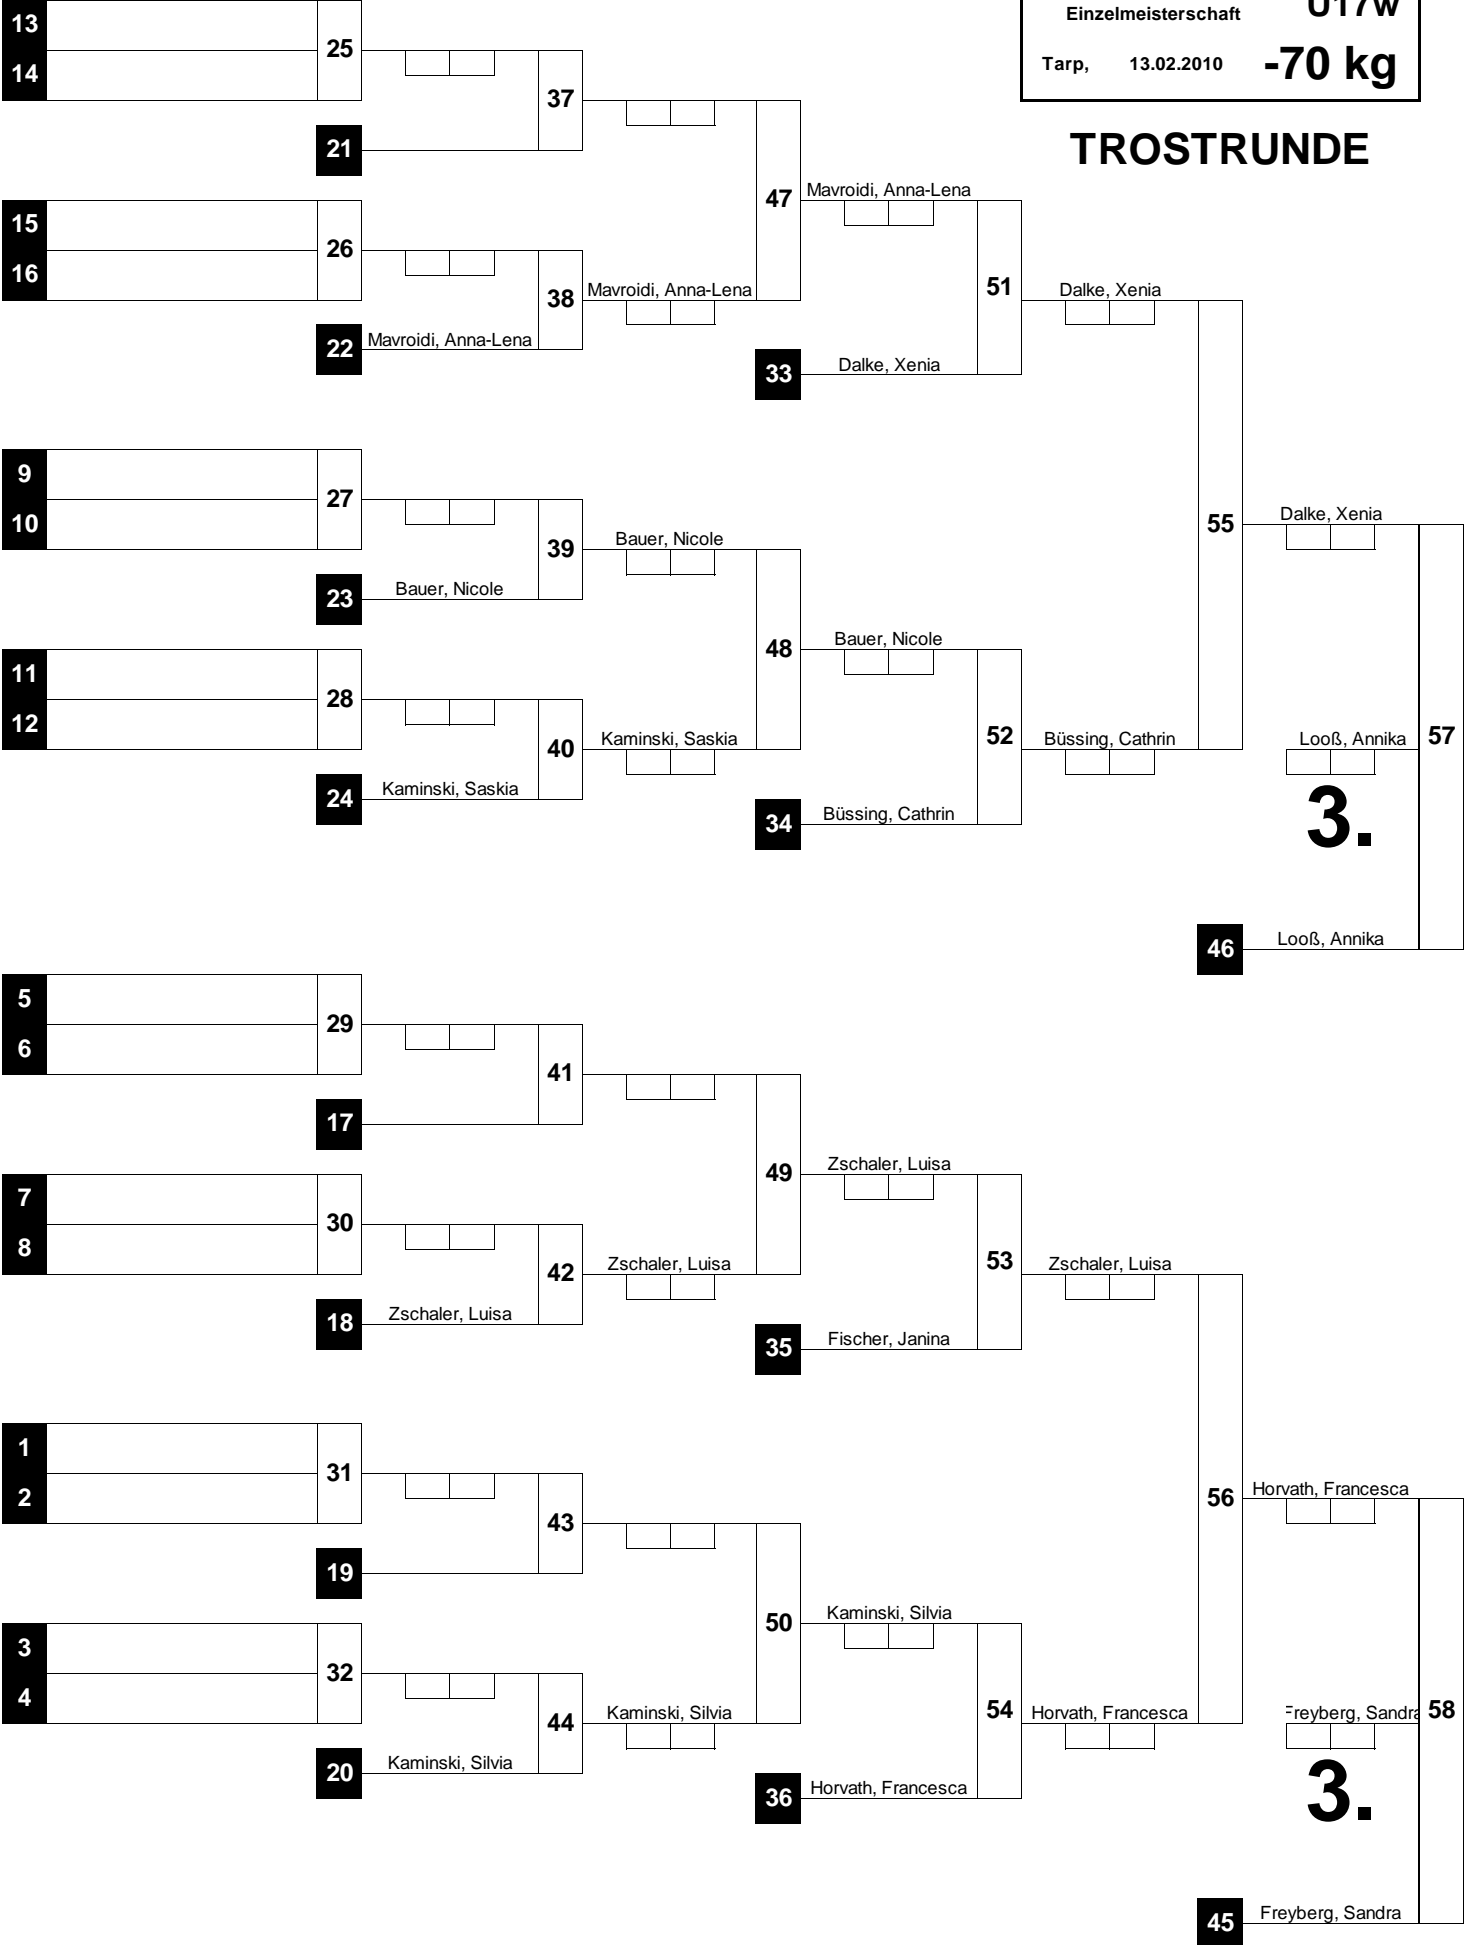 Einzelmeisterschaft U17w
Tarp, 13.02.2010 -70 kg
TROSTRUNDE
13
25
14
37
21
47
Mavroidi, Anna-Lena
15
26
16
38
Mavroidi, Anna-Lena
51
Dalke, Xenia
22
Mavroidi, Anna-Lena
33
Dalke, Xenia
9
27
10
39
Bauer, Nicole
55
Dalke, Xenia
23
Bauer, Nicole
48
Bauer, Nicole
11
28
12
40
Kaminski, Saskia
52
Büssing, Cathrin
Looß, Annika
57
24
Kaminski, Saskia
34
Büssing, Cathrin
3.
46
Looß, Annika
5
29
6
41
17
49
Zschaler, Luisa
7
30
8
42
Zschaler, Luisa
53
Zschaler, Luisa
18
Zschaler, Luisa
35
Fischer, Janina
1
31
2
43
56
Horvath, Francesca
19
50
Kaminski, Silvia
3
32
4
44
Kaminski, Silvia
54
Horvath, Francesca
Freyberg, Sandra
58
20
Kaminski, Silvia
36
Horvath, Francesca
3.
45
Freyberg, Sandra